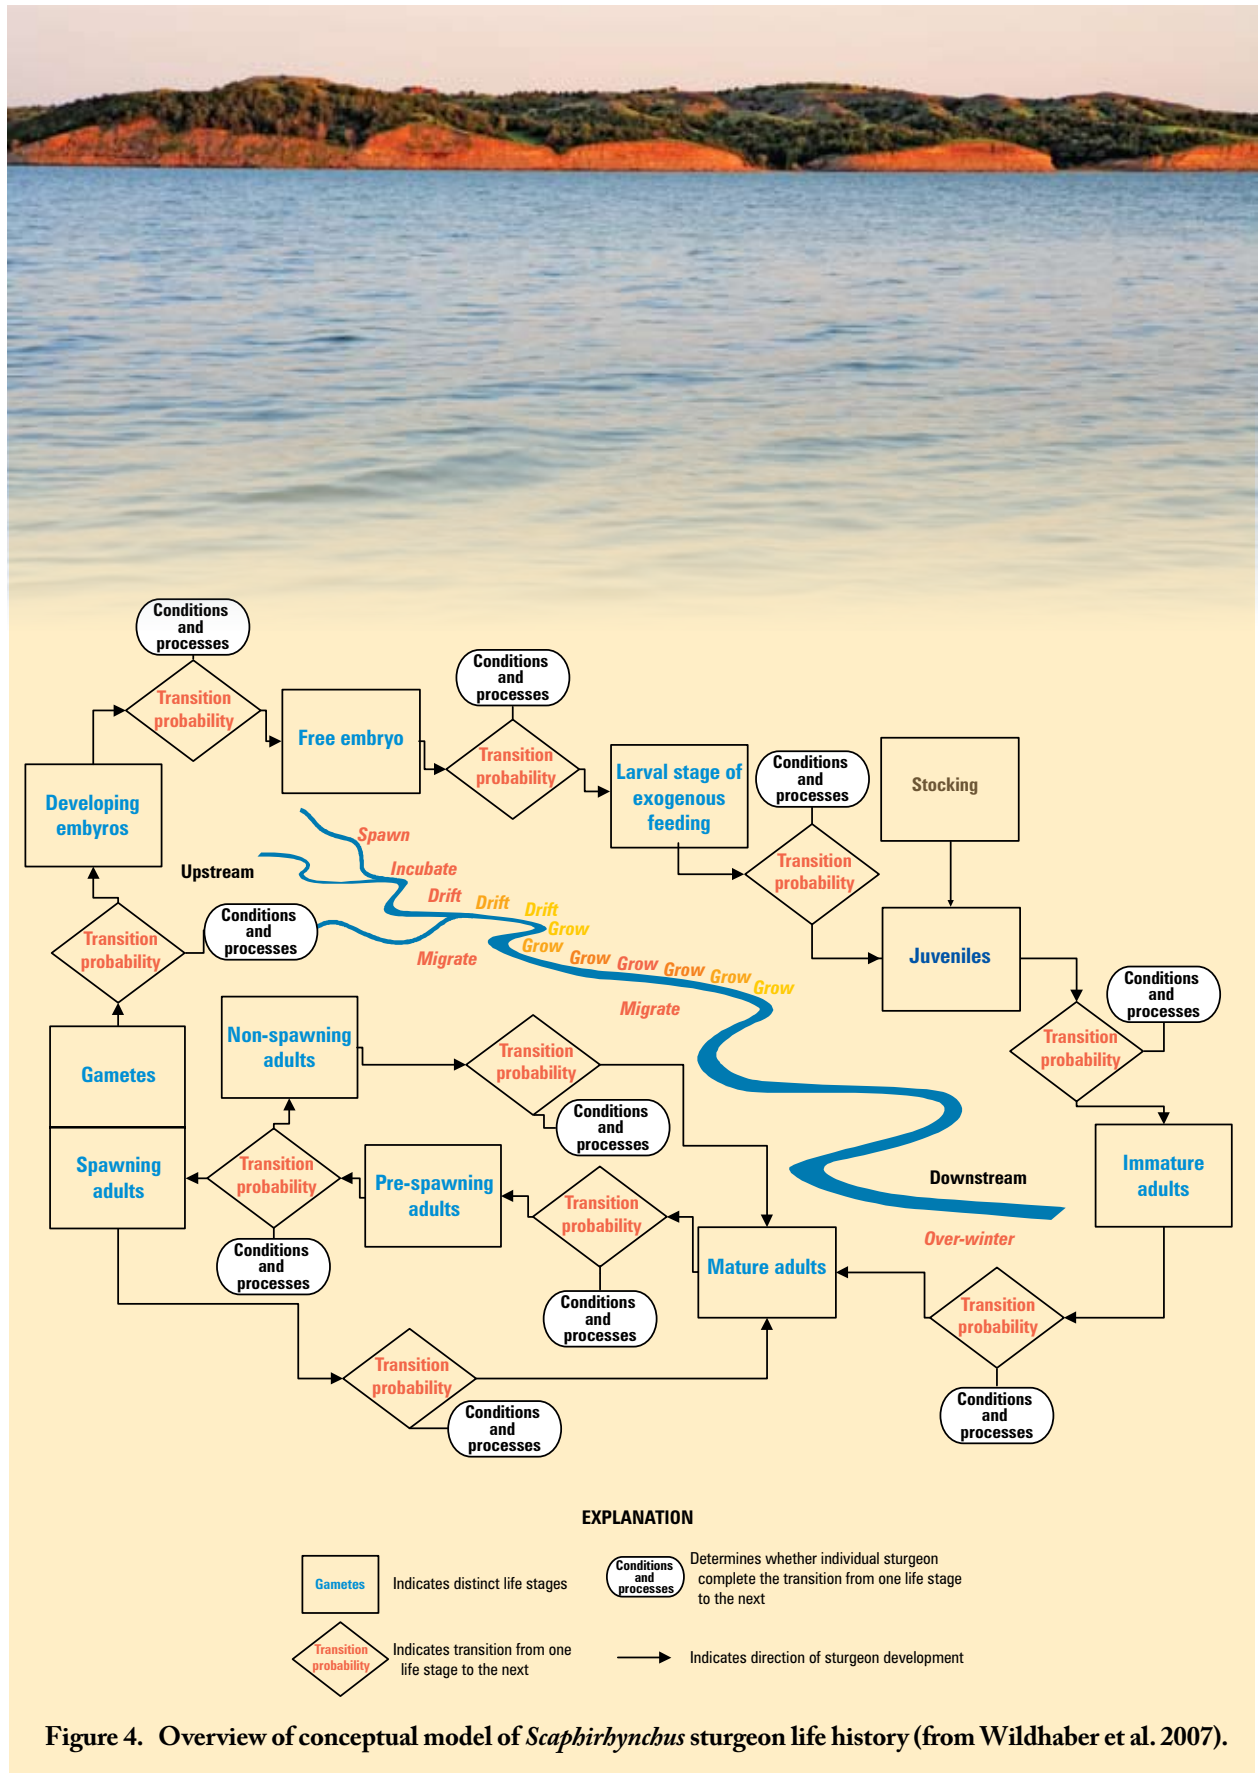 Conditions
and
processes
Transition
probability
Free embryo
Conditions
and
processes
Transition
probability
Larval stage of
exogenous
feeding
Conditions
and
processes
Transition
probability
Stocking
Developing
embyros
Upstream
Spawn
Incubate
Drift Drift Drift
Grow
Grow Grow Grow Grow Grow Grow
Migrate
Migrate
Conditions
and
processes
Transition
probability
Juveniles
Conditions
and
processes
Transition
probability
Gametes
Non-spawning
adults
Transition
probability
Conditions
and
processes
Spawning
adults
Transition
probability
Pre-spawning
adults
Transition
probability
Conditions
and
processes
Conditions
and
processes
Immature
adults
Downstream
Over-winter
Mature adults
Transition
probability
Conditions
and
processes
Transition
probability
Conditions
and
processes
EXPLANATION
Gametes
Indicates distinct life stages
Conditions
and
processes
Determines whether individual sturgeon
complete the transition from one life stage
to the next
Transition
probability
Indicates transition from one
life stage to the next
Indicates direction of sturgeon development
Figure 4. Overview of conceptual model of Scaphirhynchus sturgeon life history (from Wildhaber et al. 2007).